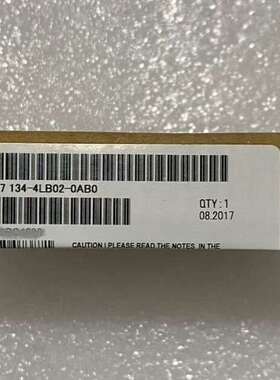 7 134-4LB02-0AB0
QTY:1
08.2017
CAUTION ! PLEASE READ THE NOTES IN THE